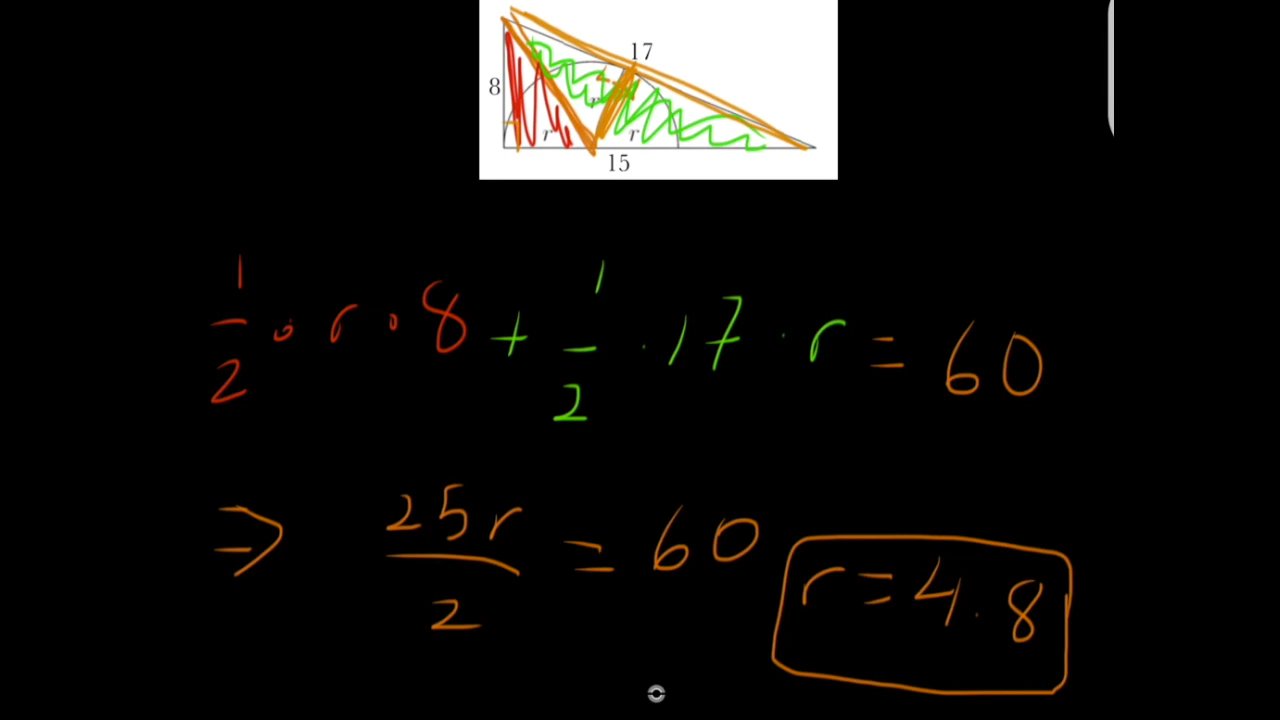 17
8
r
r
r
15
1/2 · r · 8 + 1/2 · 17 · r = 60
⇒ 25r/2 = 60
r = 4.8